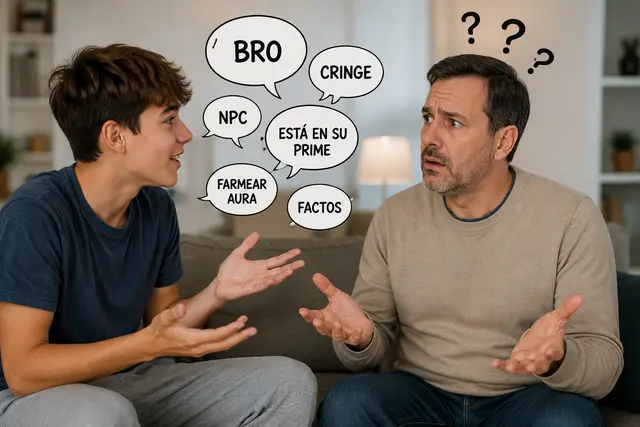 BRO
CRINGE
NPC
ESTÁ EN SU
PRIME
FARMEAR
AURA
FACTOS
? ? ?